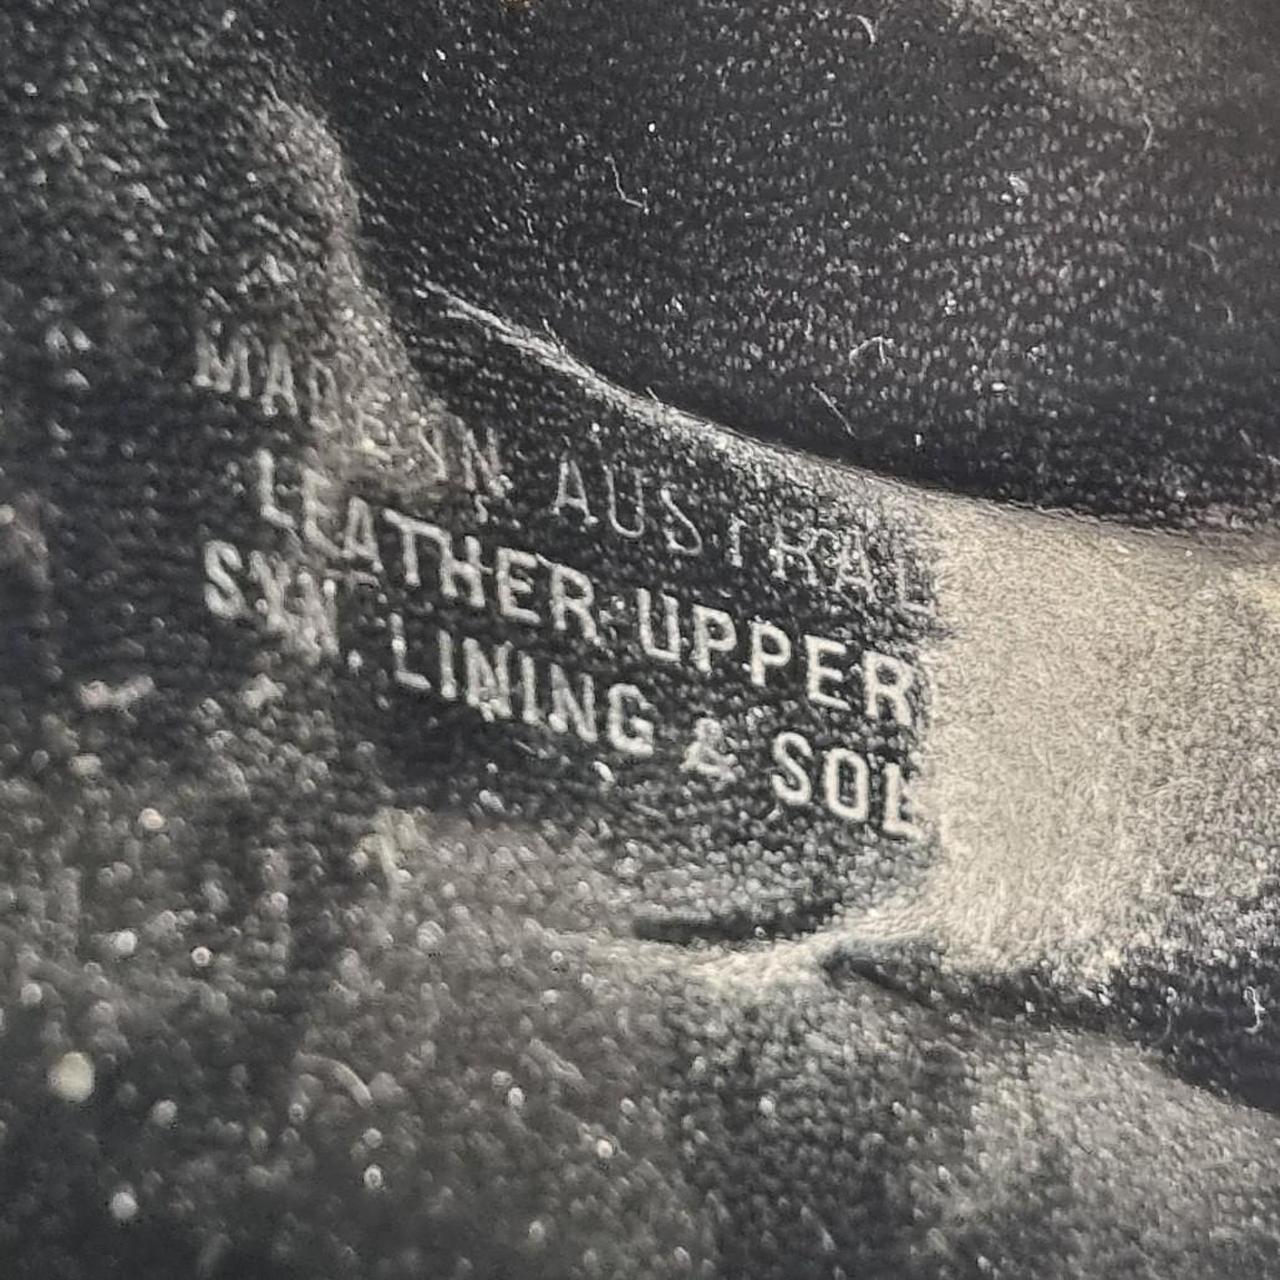 MADE IN AUSTRAL
LEATHER UPPER
SYN. LINING & SOL